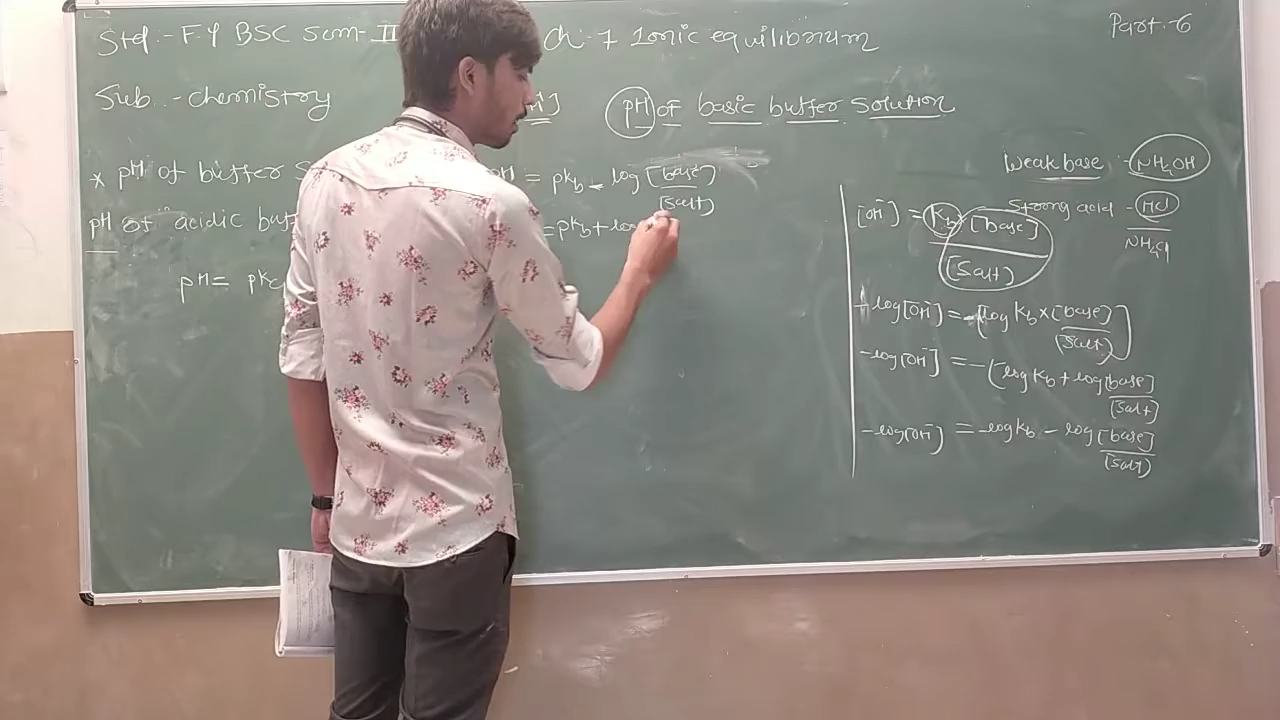 Std :- F Y BSC Sem - II
Ch :- 7 Ionic equilibrium
Part. 6
Sub :- chemistry
pH of basic buffer solution
* pH of buffer S
pH of acidic buf
pH = pK
pOH = pKb - log [base]
[salt]
= pKb + log
Weak base :- NH4OH
Strong acid - HCl
NH4Cl
[OH-] = Kb × [base]
[Salt]
- log[OH-] = -[log Kb × [base]]
[Salt]
- log[OH-] = -[log Kb + log [base]
[Salt]
- log[OH-] = - log Kb - log [base]
[Salt]